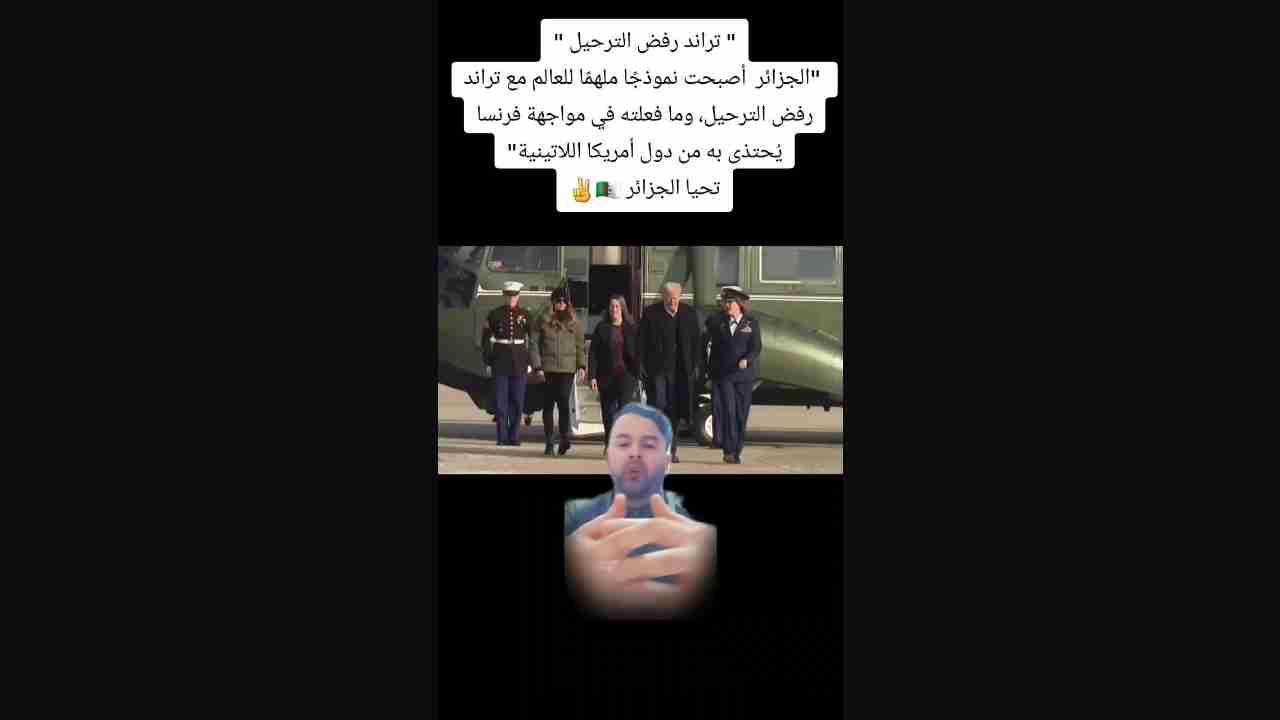 " تراند رفض الترحيل "
"الجزائر أصبحت نموذجًا ملهمًا للعالم مع تراند
رفض الترحيل، وما فعلته في مواجهة فرنسا
يُحتذى به من دول أمريكا اللاتينية"
تحيا الجزائر 🇩🇿✌️